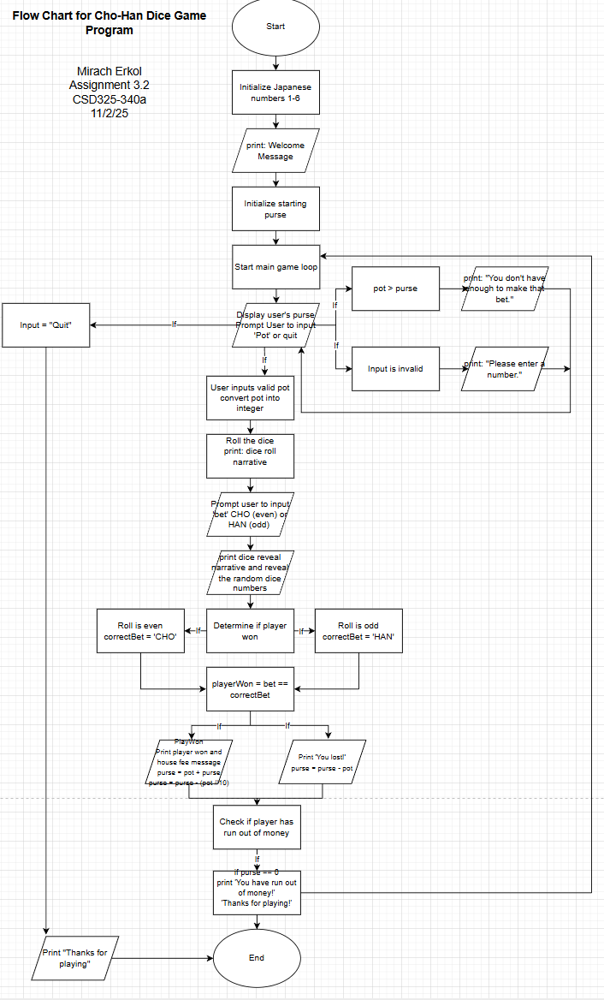 Flow Chart for Cho-Han Dice Game
Program
Mirach Erkol
Assignment 3.2
CSD325-340a
11/2/25
Start
Initialize Japanese
numbers 1-6
print: Welcome
Message
Initialize starting
purse
Start main game loop
Display user's purse
Prompt User to input
'Pot' or quit
If
Input = "Quit"
If
pot > purse
print: "You don't have
enough to make that
bet."
If
Input is invalid
print: "Please enter a
number."
If
User inputs valid pot
convert pot into
integer
Roll the dice
print: dice roll
narrative
Prompt user to input
'bet' CHO (even) or
HAN (odd)
print dice reveal
narrative and reveal
the random dice
numbers
Determine if player
won
If
Roll is even
correctBet = 'CHO'
If
Roll is odd
correctBet = 'HAN'
playerWon = bet ==
correctBet
If
If
PlayWon
Print player won and
house fee message
purse = pot + purse
purse = purse - (pot //10)
Print 'You lost!'
purse = purse - pot
Check if player has
run out of money
If
if purse == 0
print 'You have run out
of money!'
'Thanks for playing!'
Print "Thanks for
playing"
End